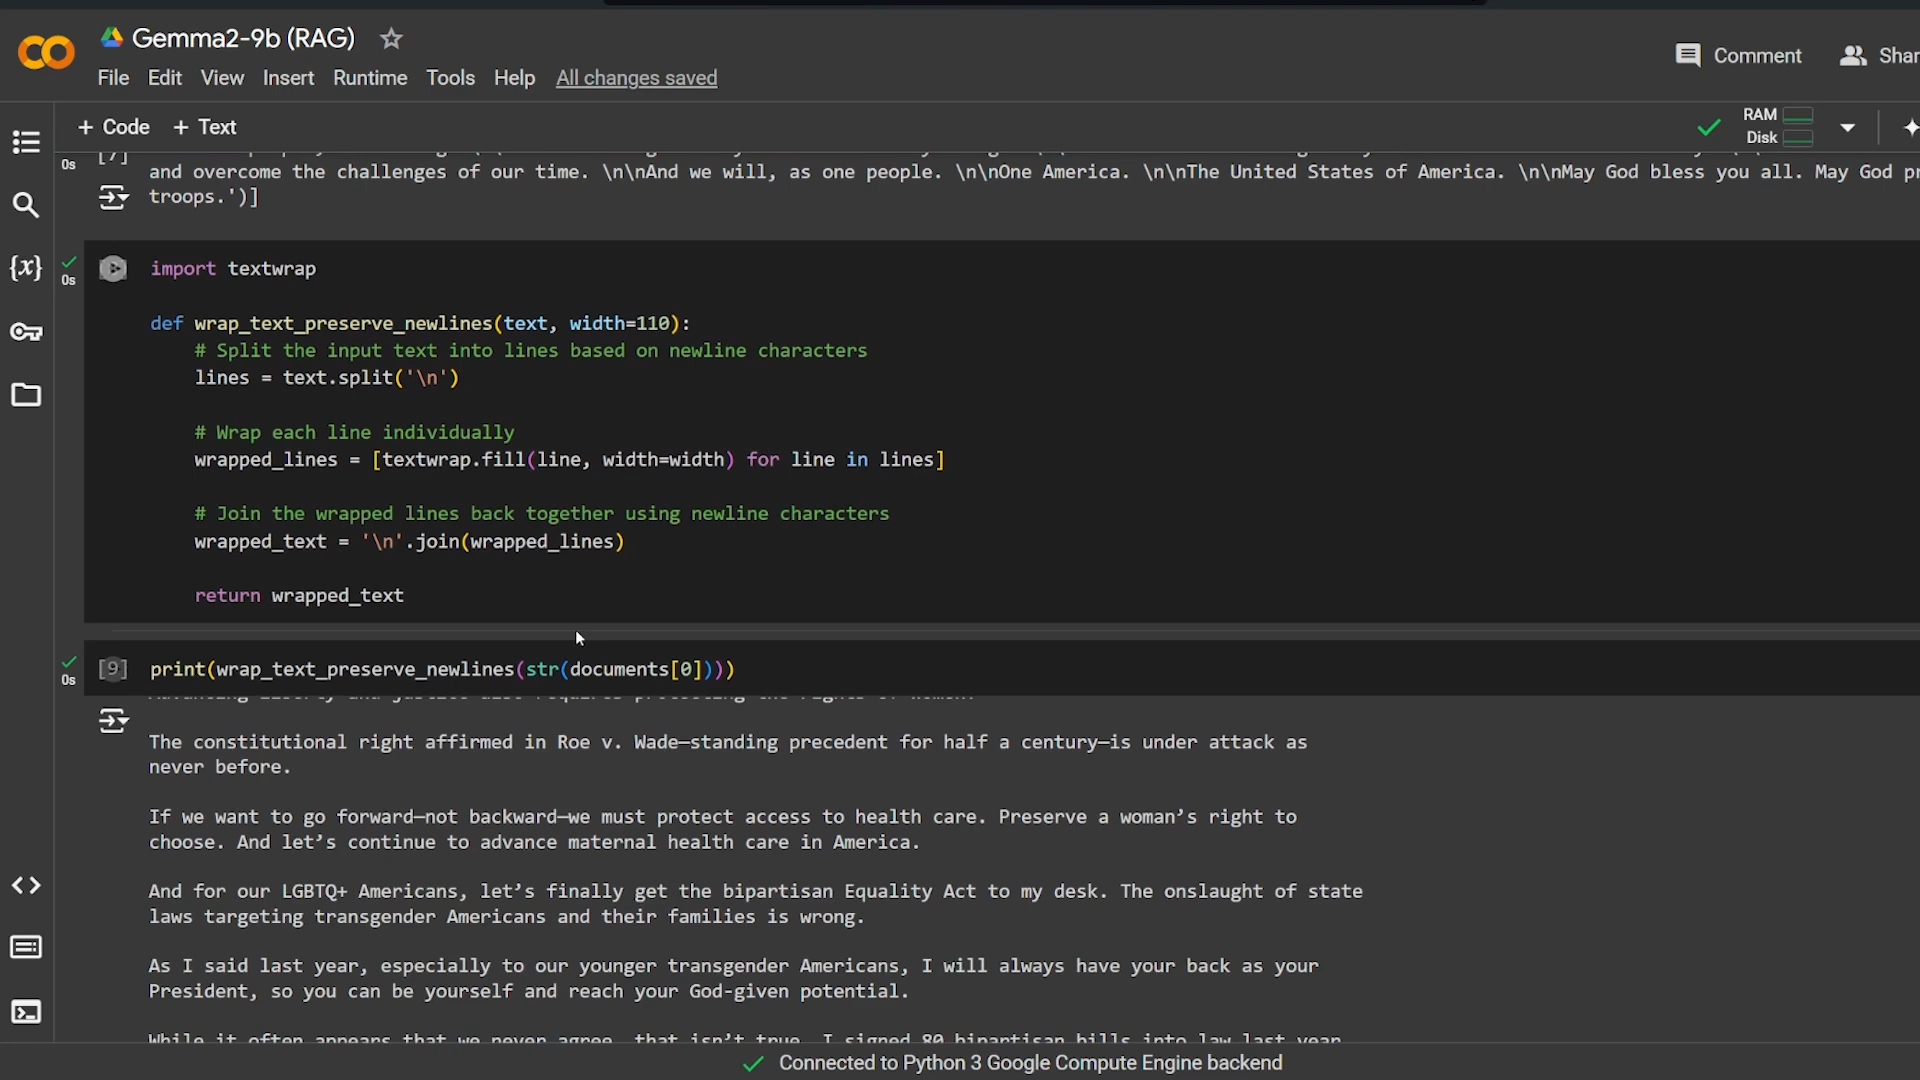 Gemma2-9b (RAG)
File Edit View Insert Runtime Tools Help All changes saved
Comment
+ Code + Text
RAM
Disk
0s
[7]
and overcome the challenges of our time. \n\nAnd we will, as one people. \n\nOne America. \n\nThe United States of America. \n\nMay God bless you all. May God
troops.')]
0s
import textwrap
def wrap_text_preserve_newlines(text, width=110):
# Split the input text into lines based on newline characters
lines = text.split('\n')
# Wrap each line individually
wrapped_lines = [textwrap.fill(line, width=width) for line in lines]
# Join the wrapped lines back together using newline characters
wrapped_text = '\n'.join(wrapped_lines)
return wrapped_text
0s
[9] print(wrap_text_preserve_newlines(str(documents[0])))
The constitutional right affirmed in Roe v. Wade—standing precedent for half a century—is under attack as
never before.
If we want to go forward—not backward—we must protect access to health care. Preserve a woman’s right to
choose. And let’s continue to advance maternal health care in America.
And for our LGBTQ+ Americans, let’s finally get the bipartisan Equality Act to my desk. The onslaught of state
laws targeting transgender Americans and their families is wrong.
As I said last year, especially to our younger transgender Americans, I will always have your back as your
President, so you can be yourself and reach your God-given potential.
While it often appears that we never agree, that isn’t true. I signed 80 bipartisan bills into law last year
Connected to Python 3 Google Compute Engine backend